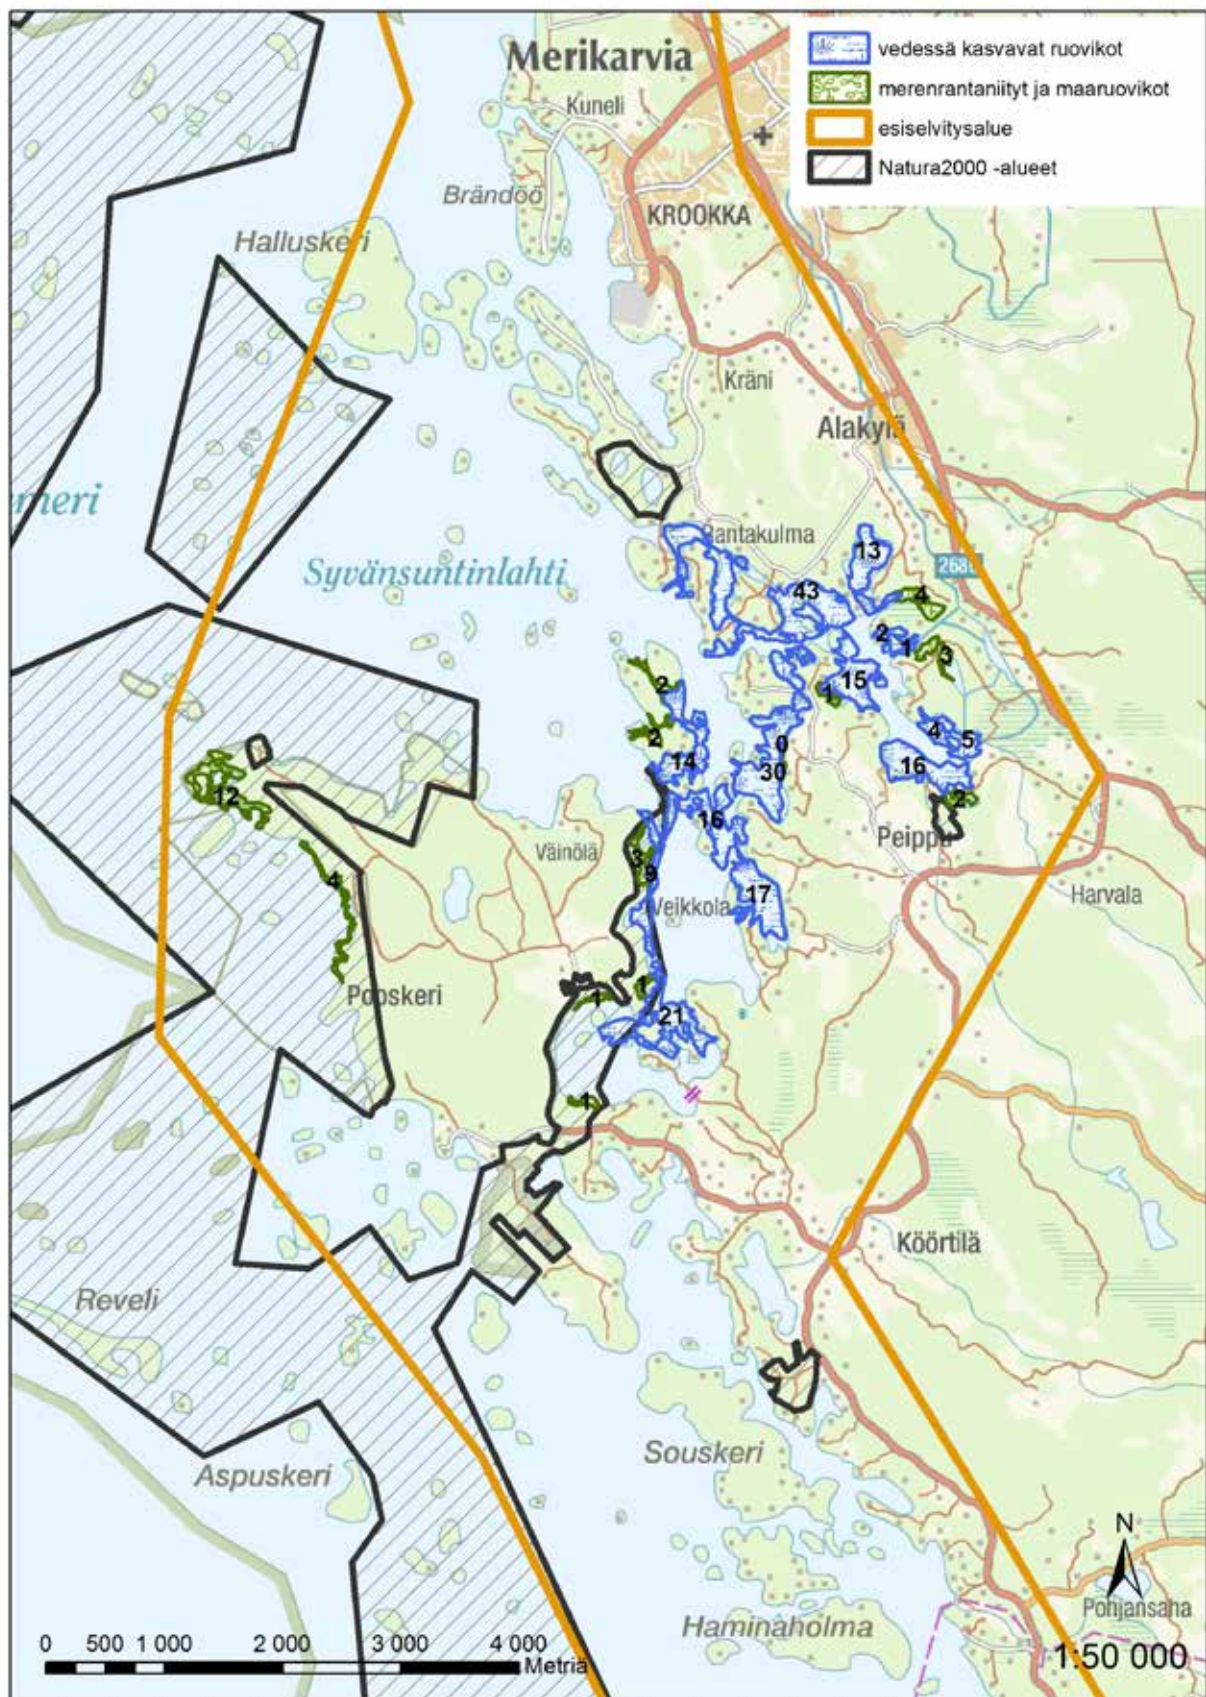 Merikarvia
vedessä kasvavat ruovikot
merenrantaniityt ja maaruovikot
esiselvitysalue
Natura2000 -alueet
Kuneli
Brändöö
KROOKKA
Halluskeri
Kräni
Alakylä
meri
Rantakulma
Syvänsuntinlahti
13
268
43
4
2
1
3
15
2
1
2
4
5
0
14
16
30
12
2
16
Peippu
Väinölä
3
9
4
17
Harvala
Veikkola
Pooskeri
1
1
21
1
Köörtilä
Reveli
Souskeri
Aspuskeri
N
Pohjansaha
Haminaholma
0 500 1 000 2 000 3 000 4 000
Metriä
1:50 000